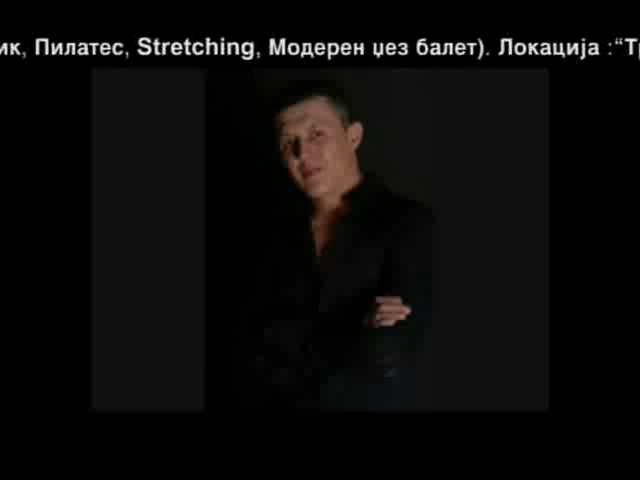 ик, Пилатес, Stretching, Модерен џез балет). Локација :“Тр